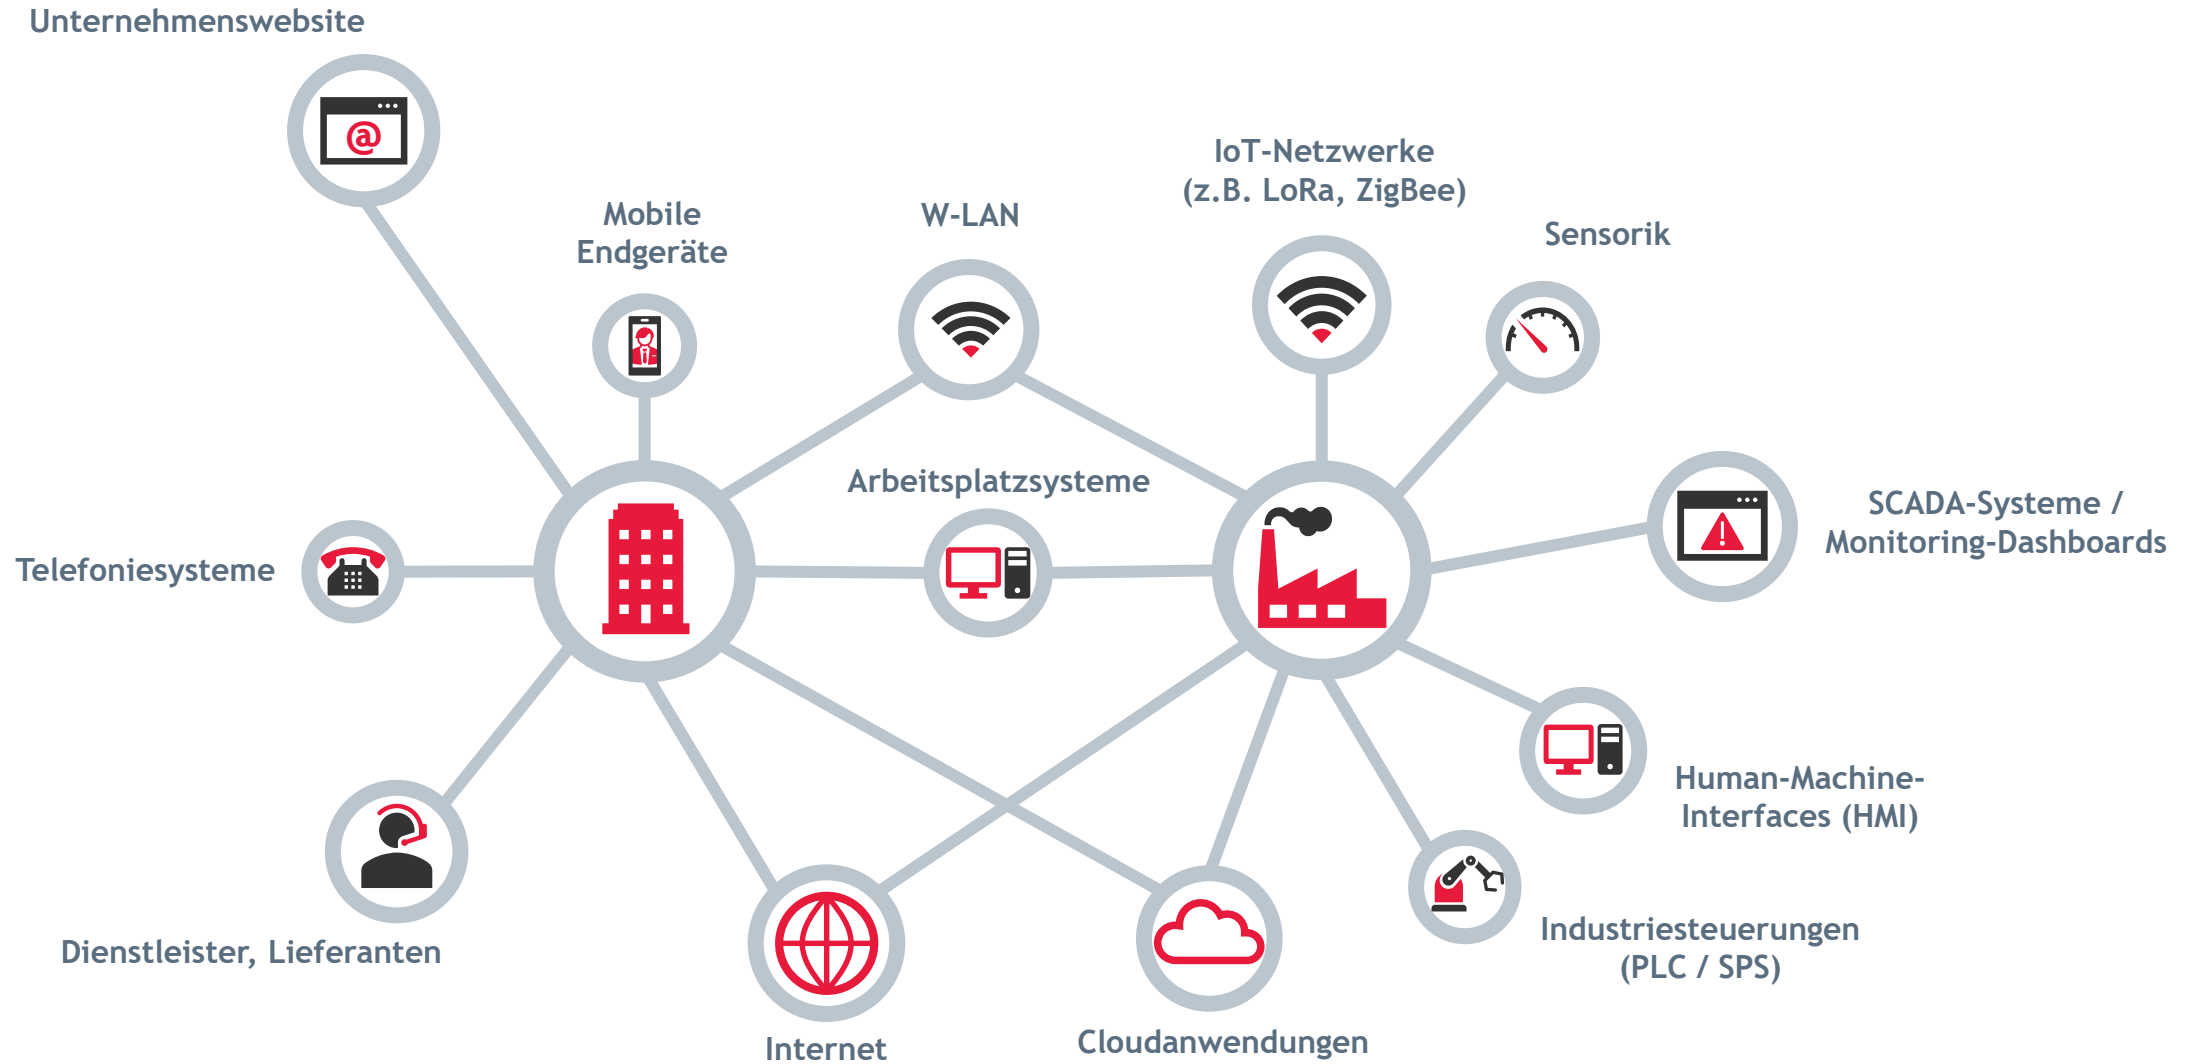 Unternehmenswebsite
@
Mobile
Endgeräte
W-LAN
IoT-Netzwerke
(z.B. LoRa, ZigBee)
Sensorik
Telefoniesysteme
Arbeitsplatzsysteme
SCADA-Systeme /
Monitoring-Dashboards
Human-Machine-
Interfaces (HMI)
Dienstleister, Lieferanten
Industriesteuerungen
(PLC / SPS)
Internet
Cloudanwendungen